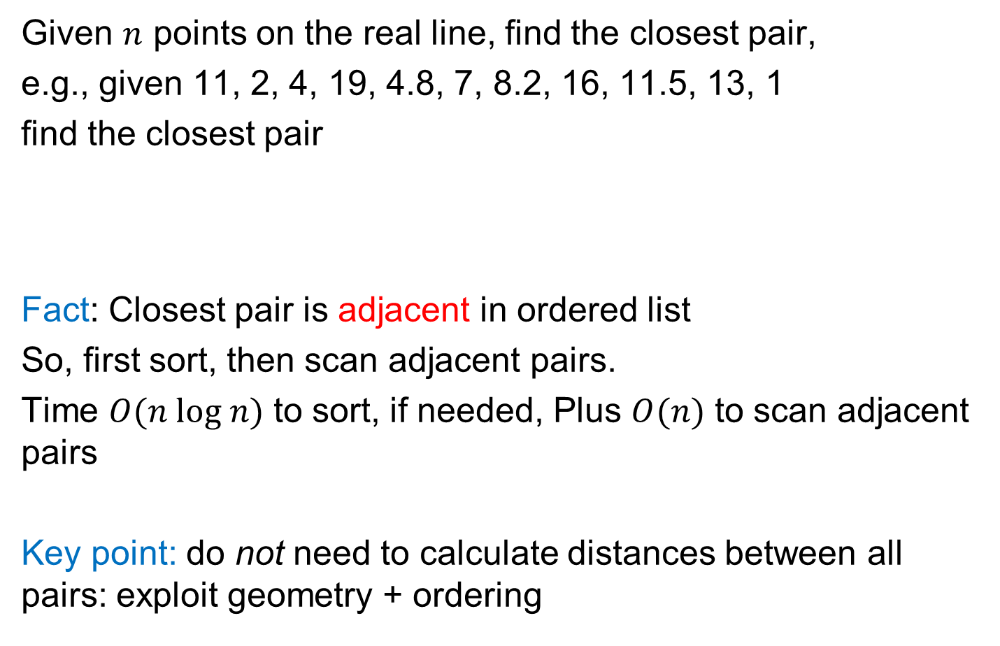 Given n points on the real line, find the closest pair,
e.g., given 11, 2, 4, 19, 4.8, 7, 8.2, 16, 11.5, 13, 1
find the closest pair
Fact: Closest pair is adjacent in ordered list
So, first sort, then scan adjacent pairs.
Time O(n log n) to sort, if needed, Plus O(n) to scan adjacent
pairs
Key point: do not need to calculate distances between all
pairs: exploit geometry + ordering